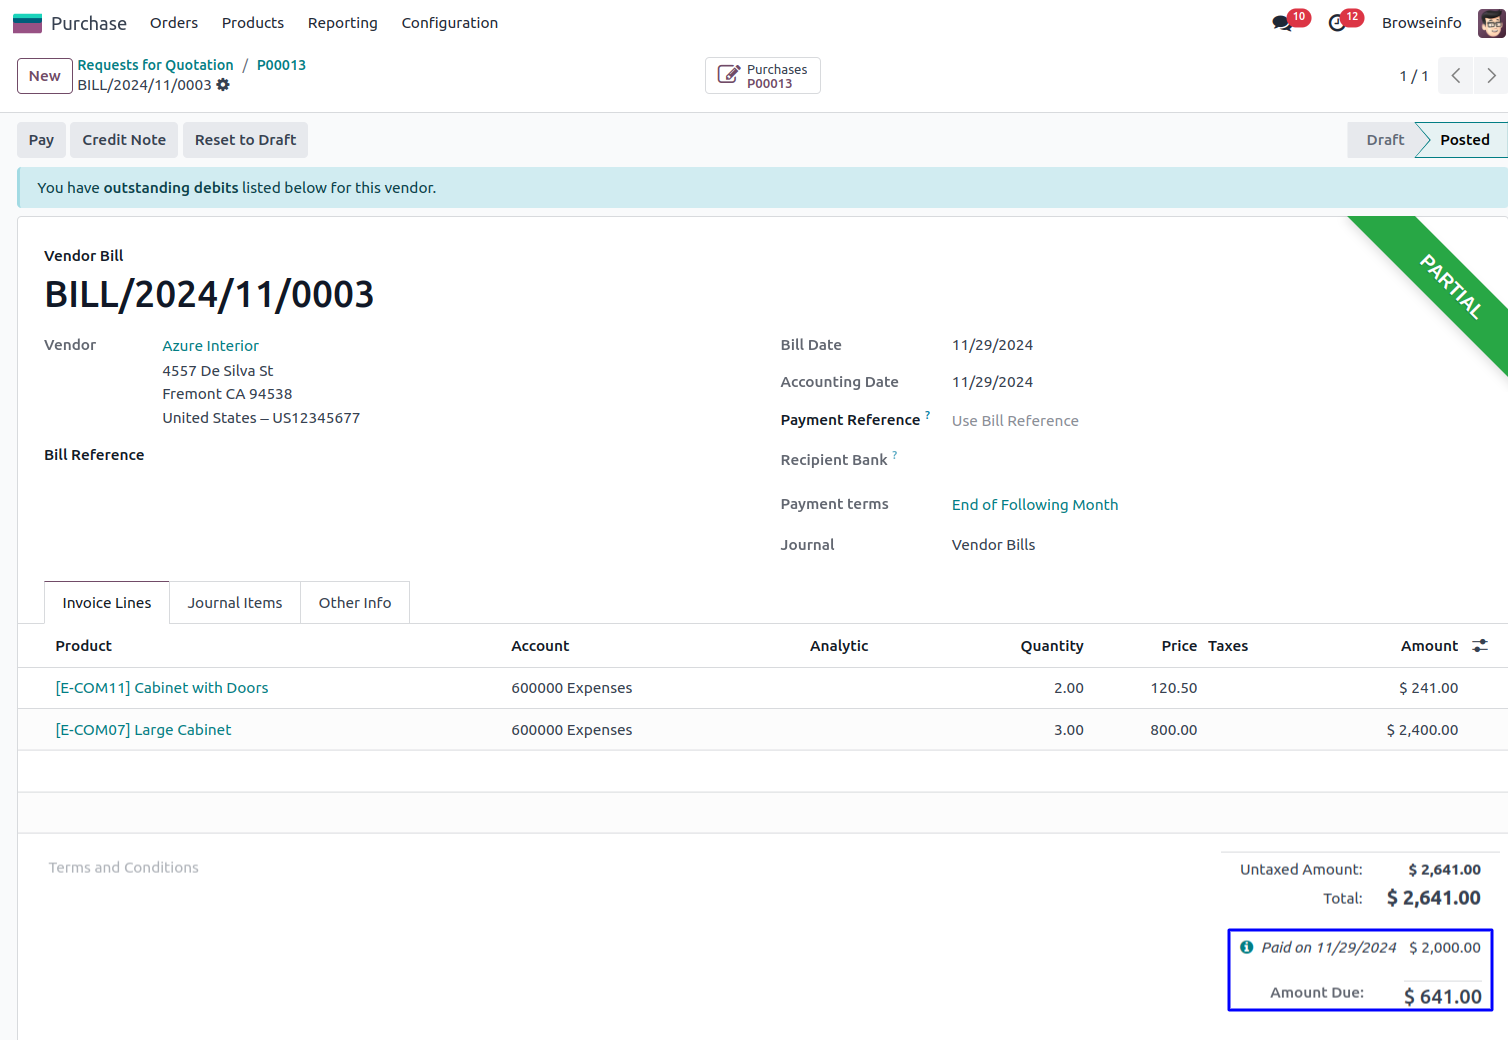 Purchase Orders Products Reporting Configuration 10 12 Browseinfo
New Requests for Quotation / P00013
BILL/2024/11/0003
Purchases
P00013
1 / 1
Pay Credit Note Reset to Draft Draft Posted
You have outstanding debits listed below for this vendor.
PARTIAL
Vendor Bill
BILL/2024/11/0003
Vendor Azure Interior
4557 De Silva St
Fremont CA 94538
United States – US12345677
Bill Reference
Bill Date 11/29/2024
Accounting Date 11/29/2024
Payment Reference ? Use Bill Reference
Recipient Bank ?
Payment terms End of Following Month
Journal Vendor Bills
Invoice Lines Journal Items Other Info
Product Account Analytic Quantity Price Taxes Amount
[E-COM11] Cabinet with Doors 600000 Expenses 2.00 120.50 $ 241.00
[E-COM07] Large Cabinet 600000 Expenses 3.00 800.00 $ 2,400.00
Terms and Conditions
Untaxed Amount: $ 2,641.00
Total: $ 2,641.00
Paid on 11/29/2024 $ 2,000.00
Amount Due: $ 641.00